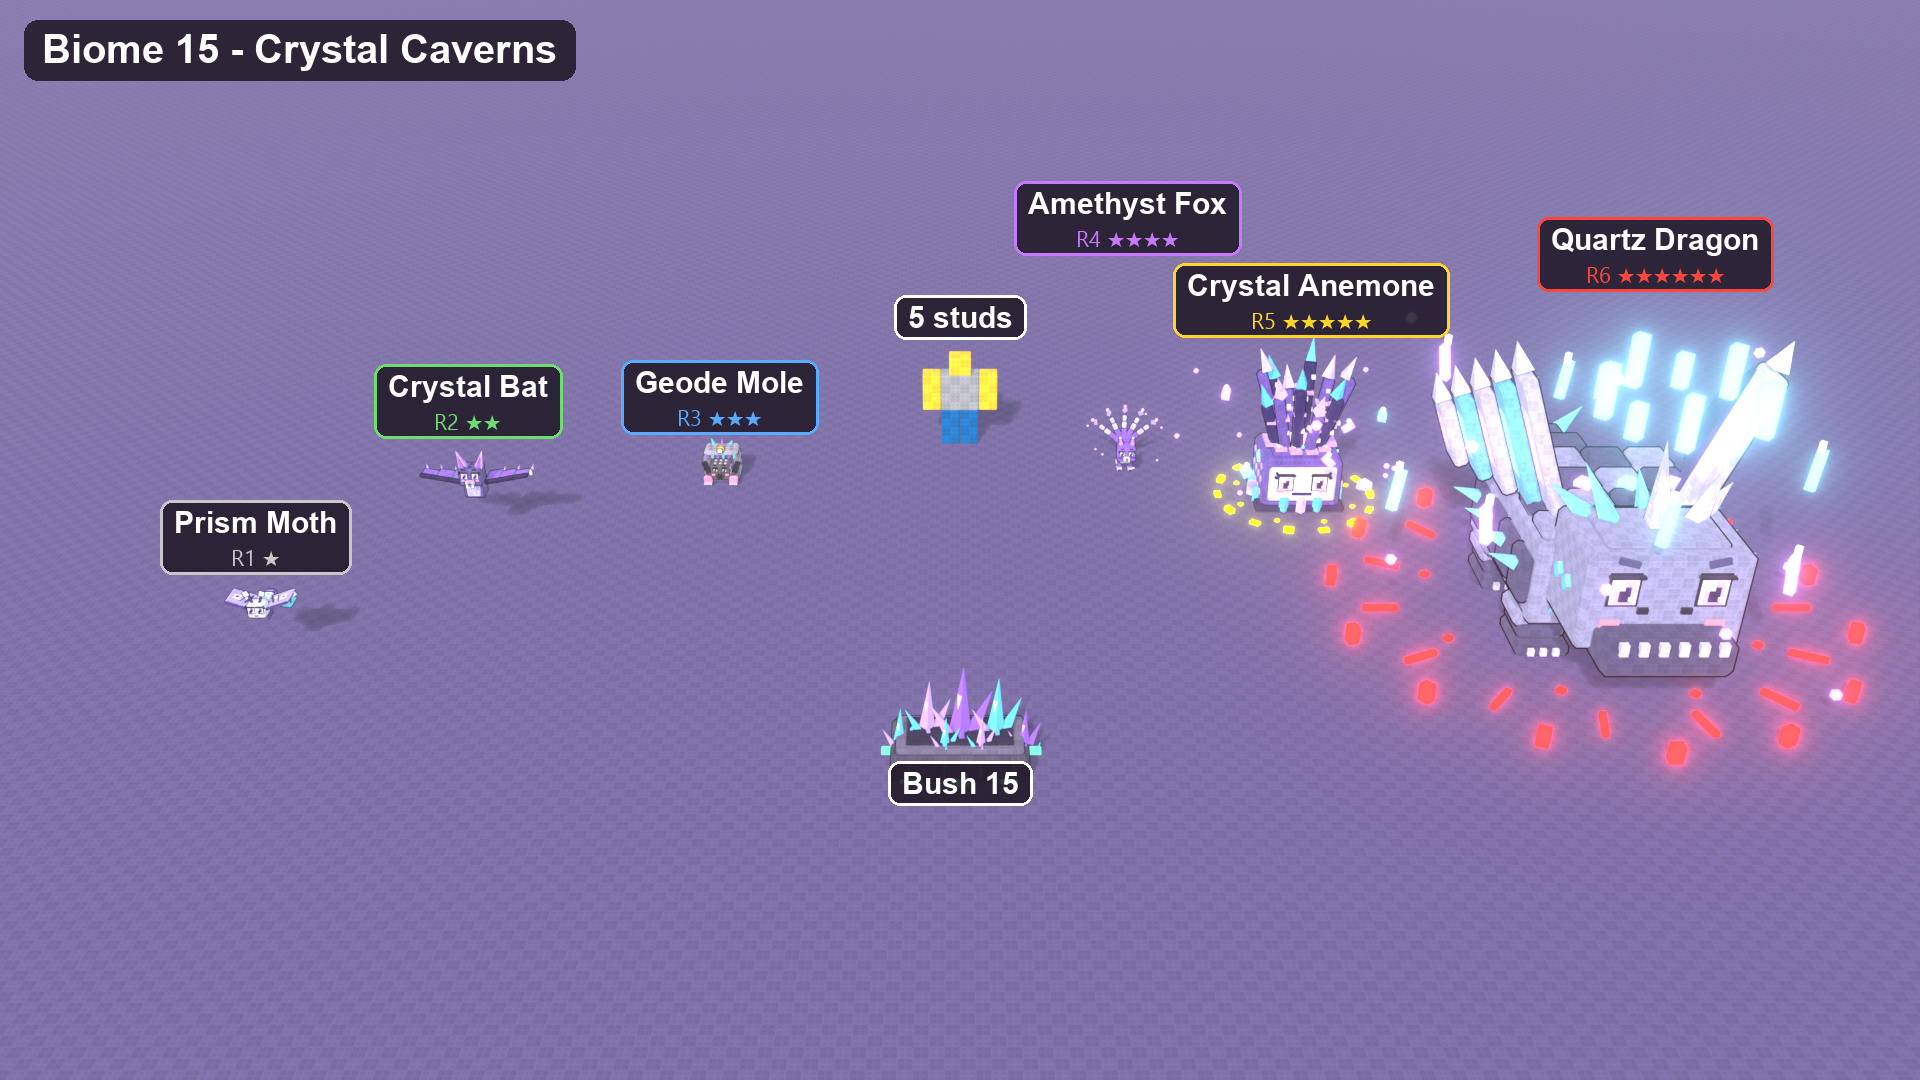 Biome 15 - Crystal Caverns
Amethyst Fox
R4 ★★★★
Quartz Dragon
R6 ★★★★★★
Crystal Anemone
R5 ★★★★★
5 studs
Geode Mole
R3 ★★★
Crystal Bat
R2 ★★
Prism Moth
R1 ★
Bush 15